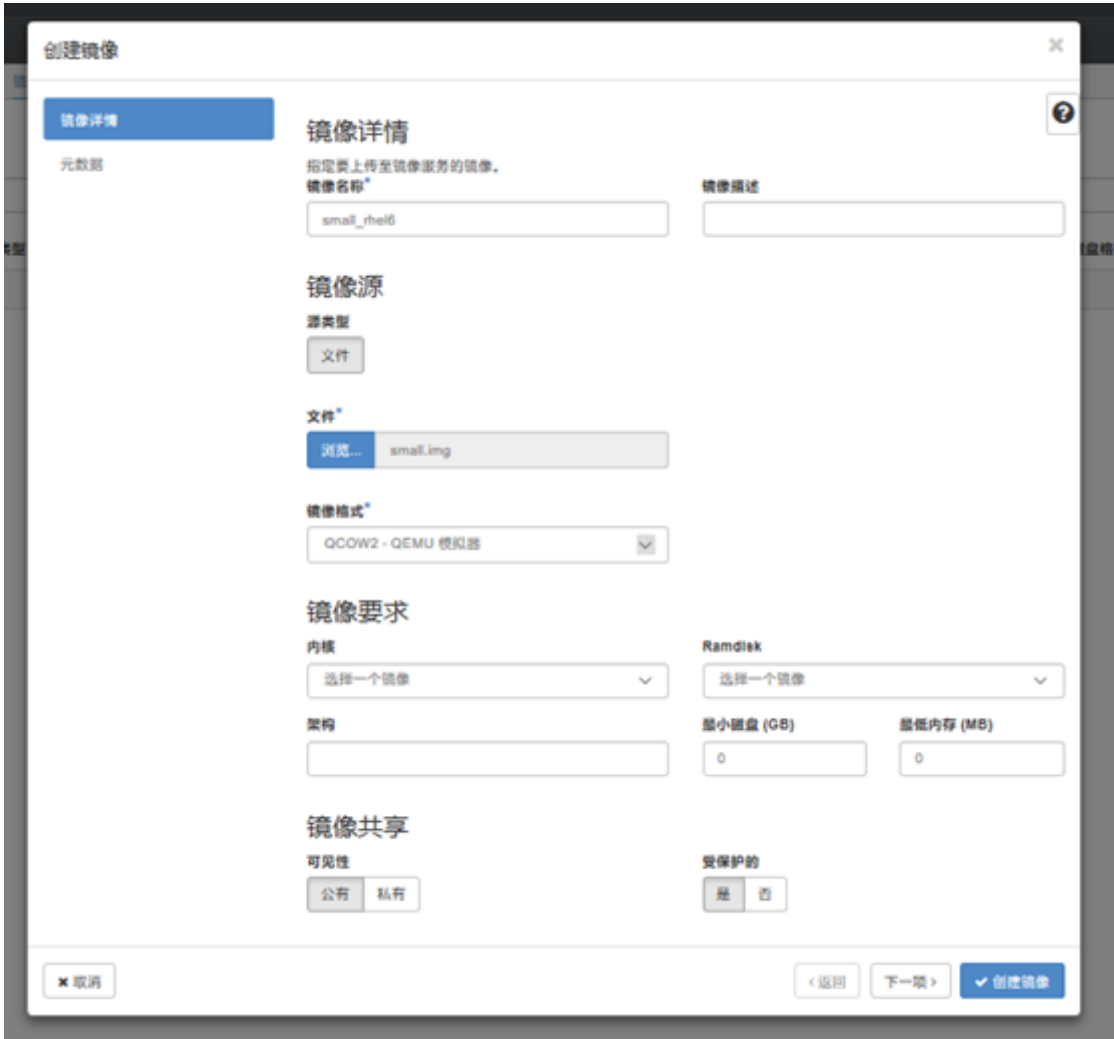 创建镜像 ×
镜像详情
元数据
镜像详情
指定要上传至镜像服务的镜像。
镜像名称* 镜像描述
small_rhel6
镜像源
源类型
文件
文件*
浏览... small.img
镜像格式*
QCOW2 - QEMU 模拟器
镜像要求
内核 Ramdisk
选择一个镜像 选择一个镜像
架构 最小磁盘 (GB) 最低内存 (MB)
0 0
镜像共享
可见性 受保护的
公有 私有 是 否
×取消 <返回 下一项> ✔创建镜像
类型
盘格